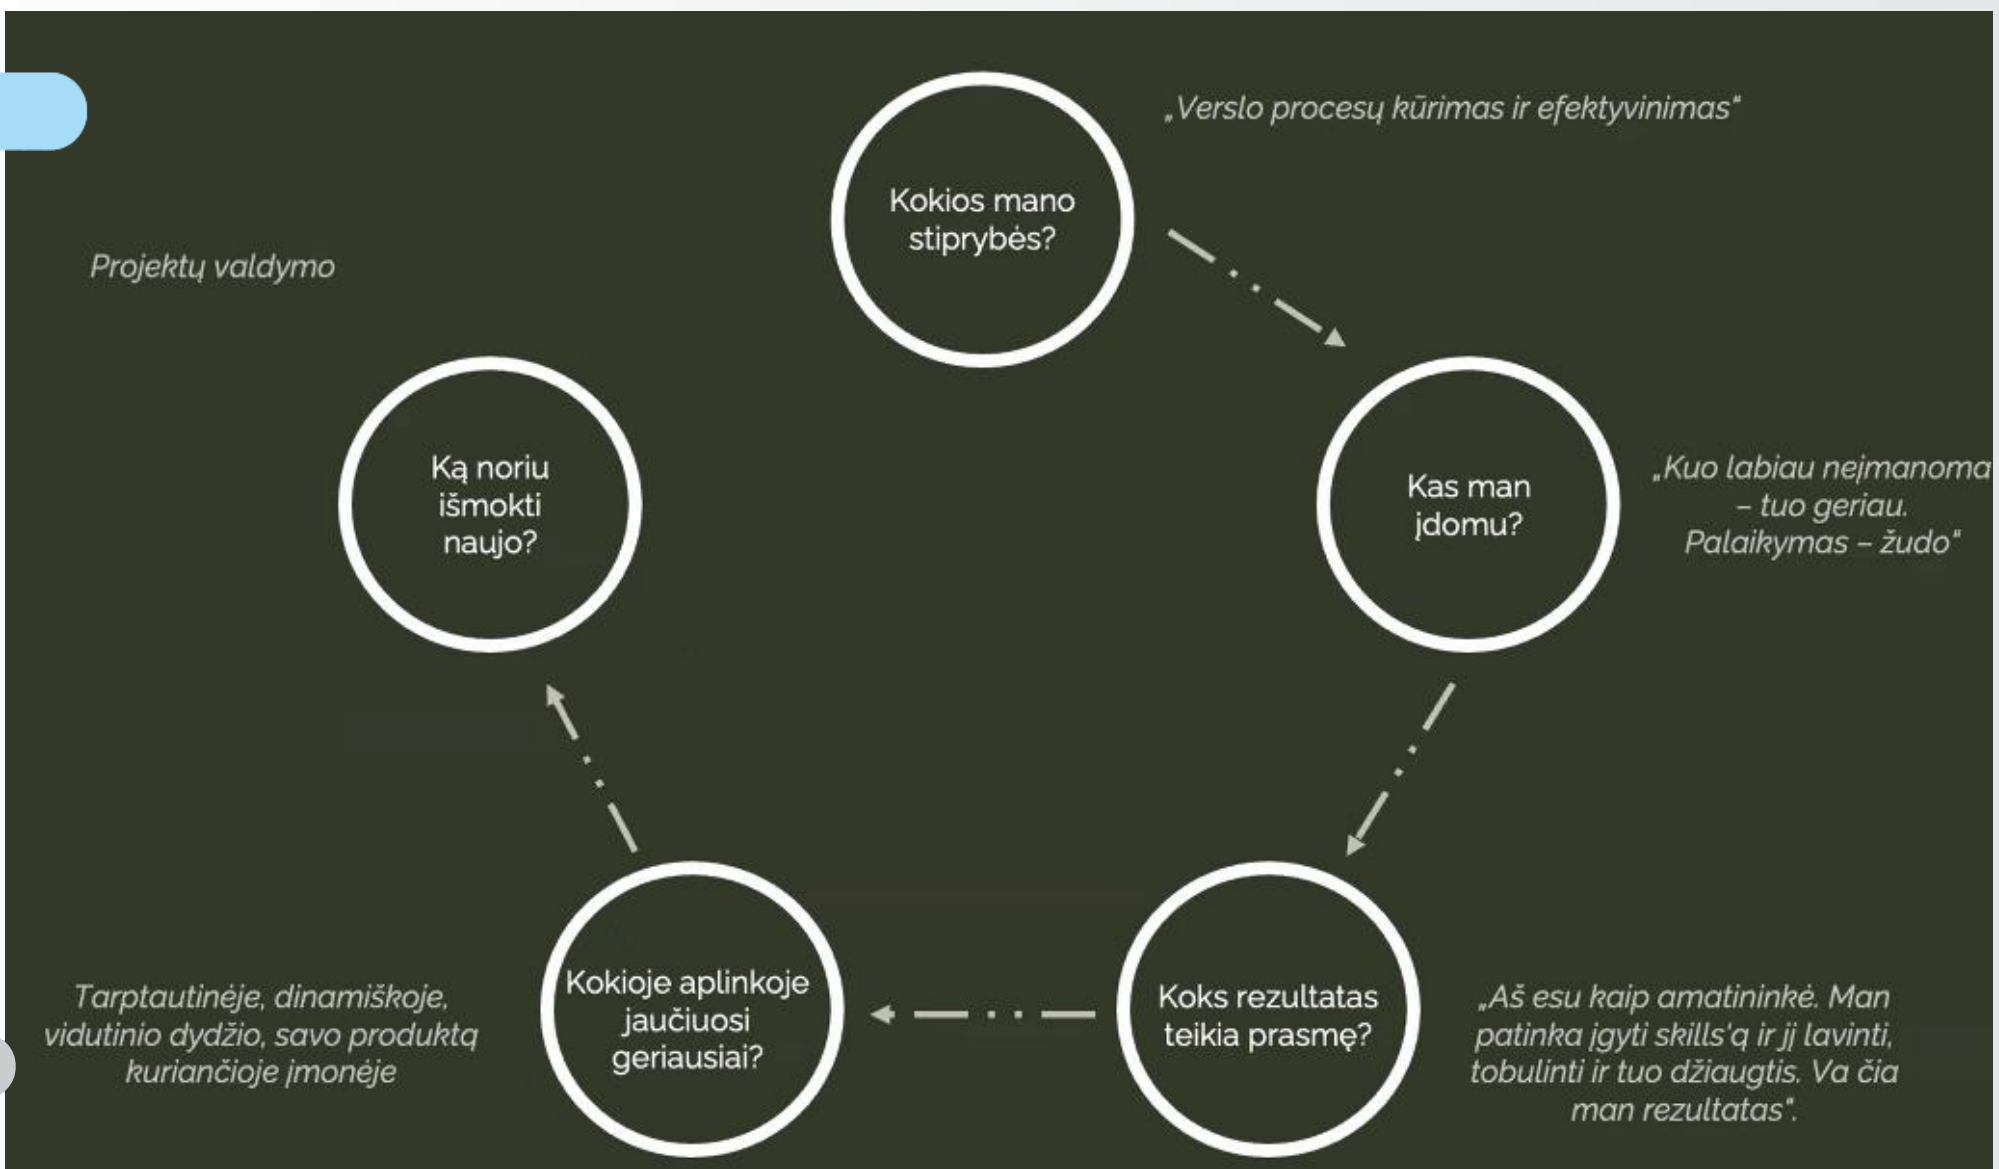 Kokios mano
stiprybės?
„Verslo procesų kūrimas ir efektyvinimas“
Kas man
įdomu?
„Kuo labiau neįmanoma
– tuo geriau.
Palaikymas – žudo“
Koks rezultatas
teikia prasmę?
„Aš esu kaip amatininkė. Man
patinka įgyti skills'ą ir jį lavinti,
tobulinti ir tuo džiaugtis. Va čia
man rezultatas“.
Kokioje aplinkoje
jaučiuosi
geriausiai?
Tarptautinėje, dinamiškoje,
vidutinio dydžio, savo produktą
kuriančioje įmonėje
Ką noriu
išmokti
naujo?
Projektų valdymo